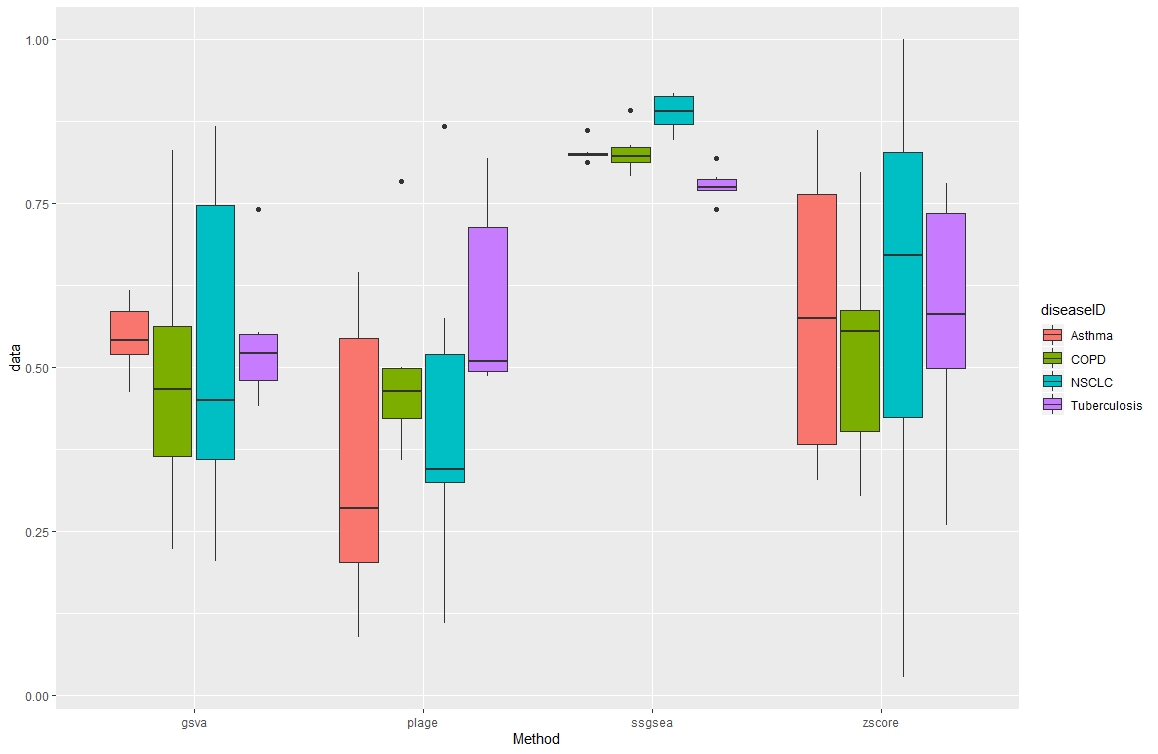 1.00
0.75
0.50
0.25
0.00
data
gsva
plage
ssgsea
zscore
Method
diseaseID
Asthma
COPD
NSCLC
Tuberculosis